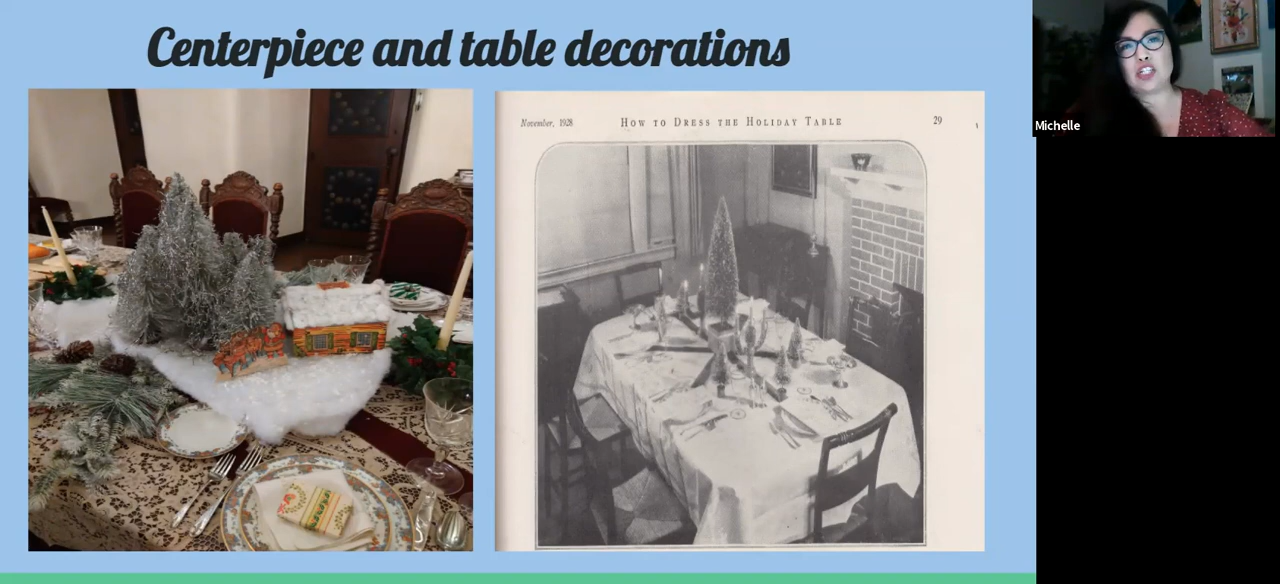 Centerpiece and table decorations
November, 1928
How to Dress the Holiday Table
29
Michelle